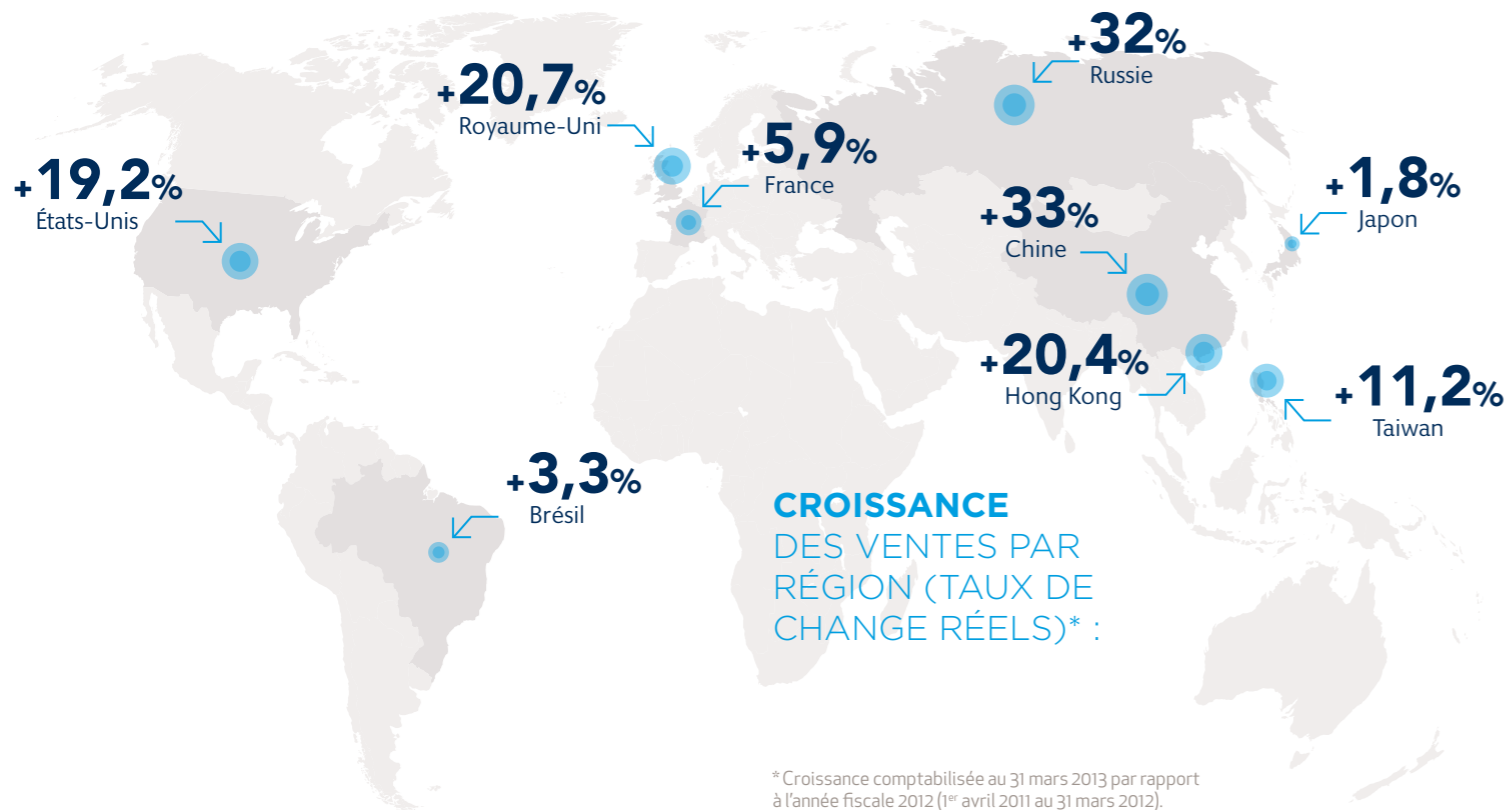 +32%
Russie
+20,7%
Royaume-Uni
+5,9%
France
+19,2%
États-Unis
+33%
Chine
+1,8%
Japon
+20,4%
Hong Kong
+11,2%
Taiwan
+3,3%
Brésil
CROISSANCE
DES VENTES PAR
RÉGION (TAUX DE
CHANGE RÉELS)* :
* Croissance comptabilisée au 31 mars 2013 par rapport
à l'année fiscale 2012 (1er avril 2011 au 31 mars 2012).